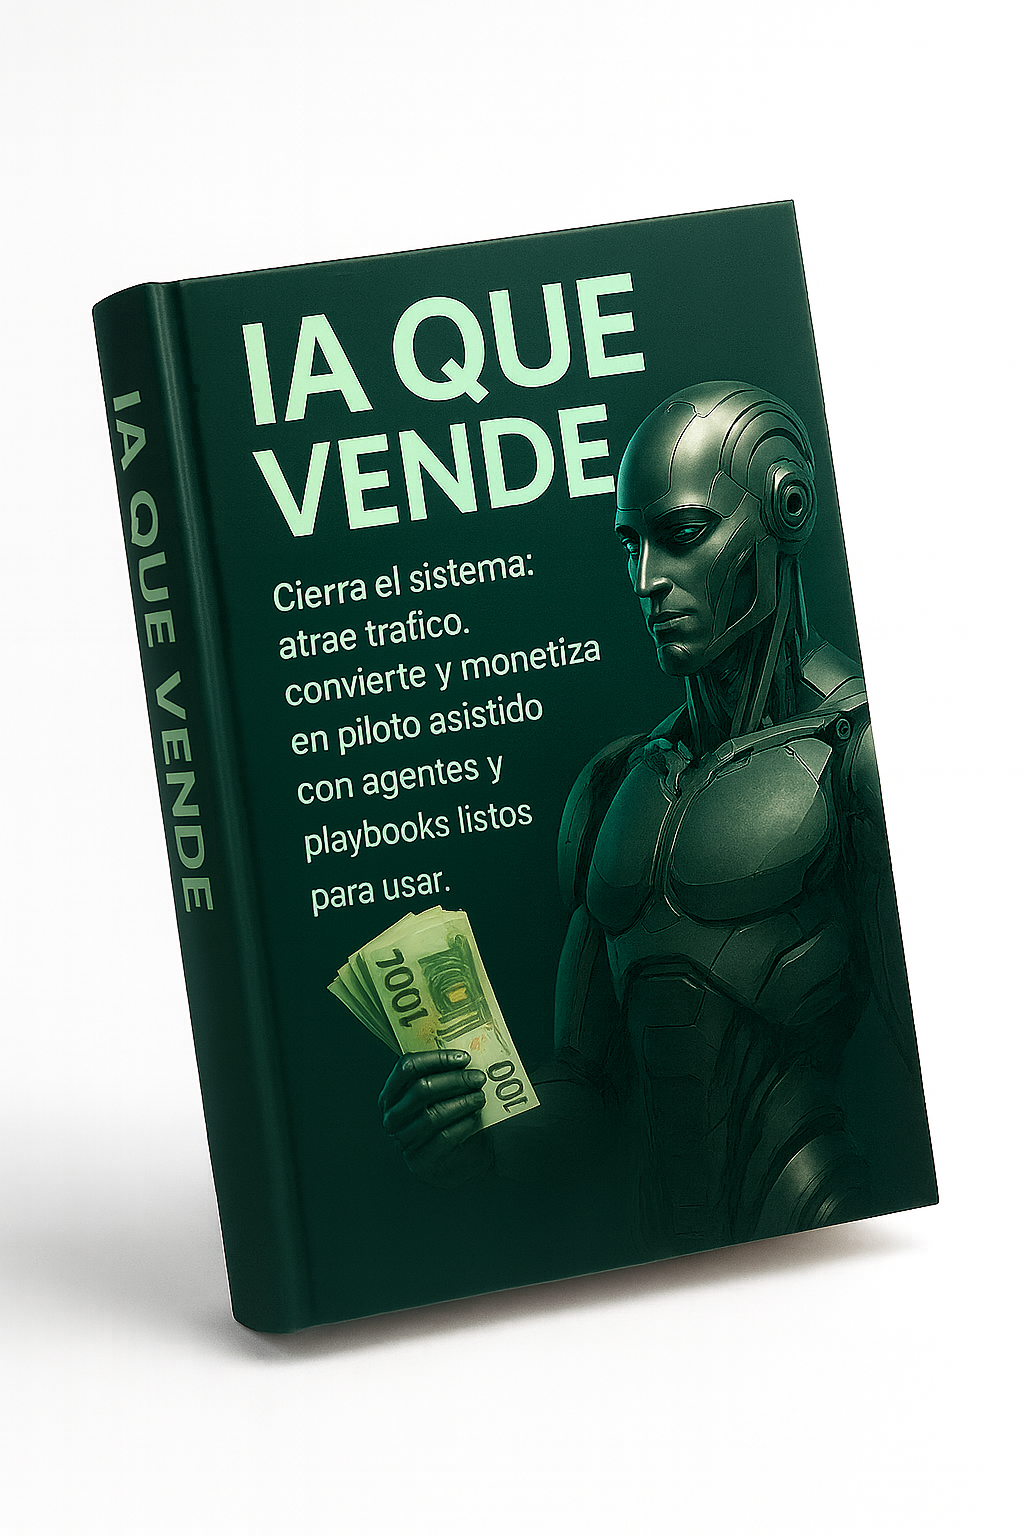 IA QUE
VENDE
Cierra el sistema:
atrae trafico.
convierte y monetiza
en piloto asistido
con agentes y
playbooks listos
para usar.
IA QUE VENDE
100
100